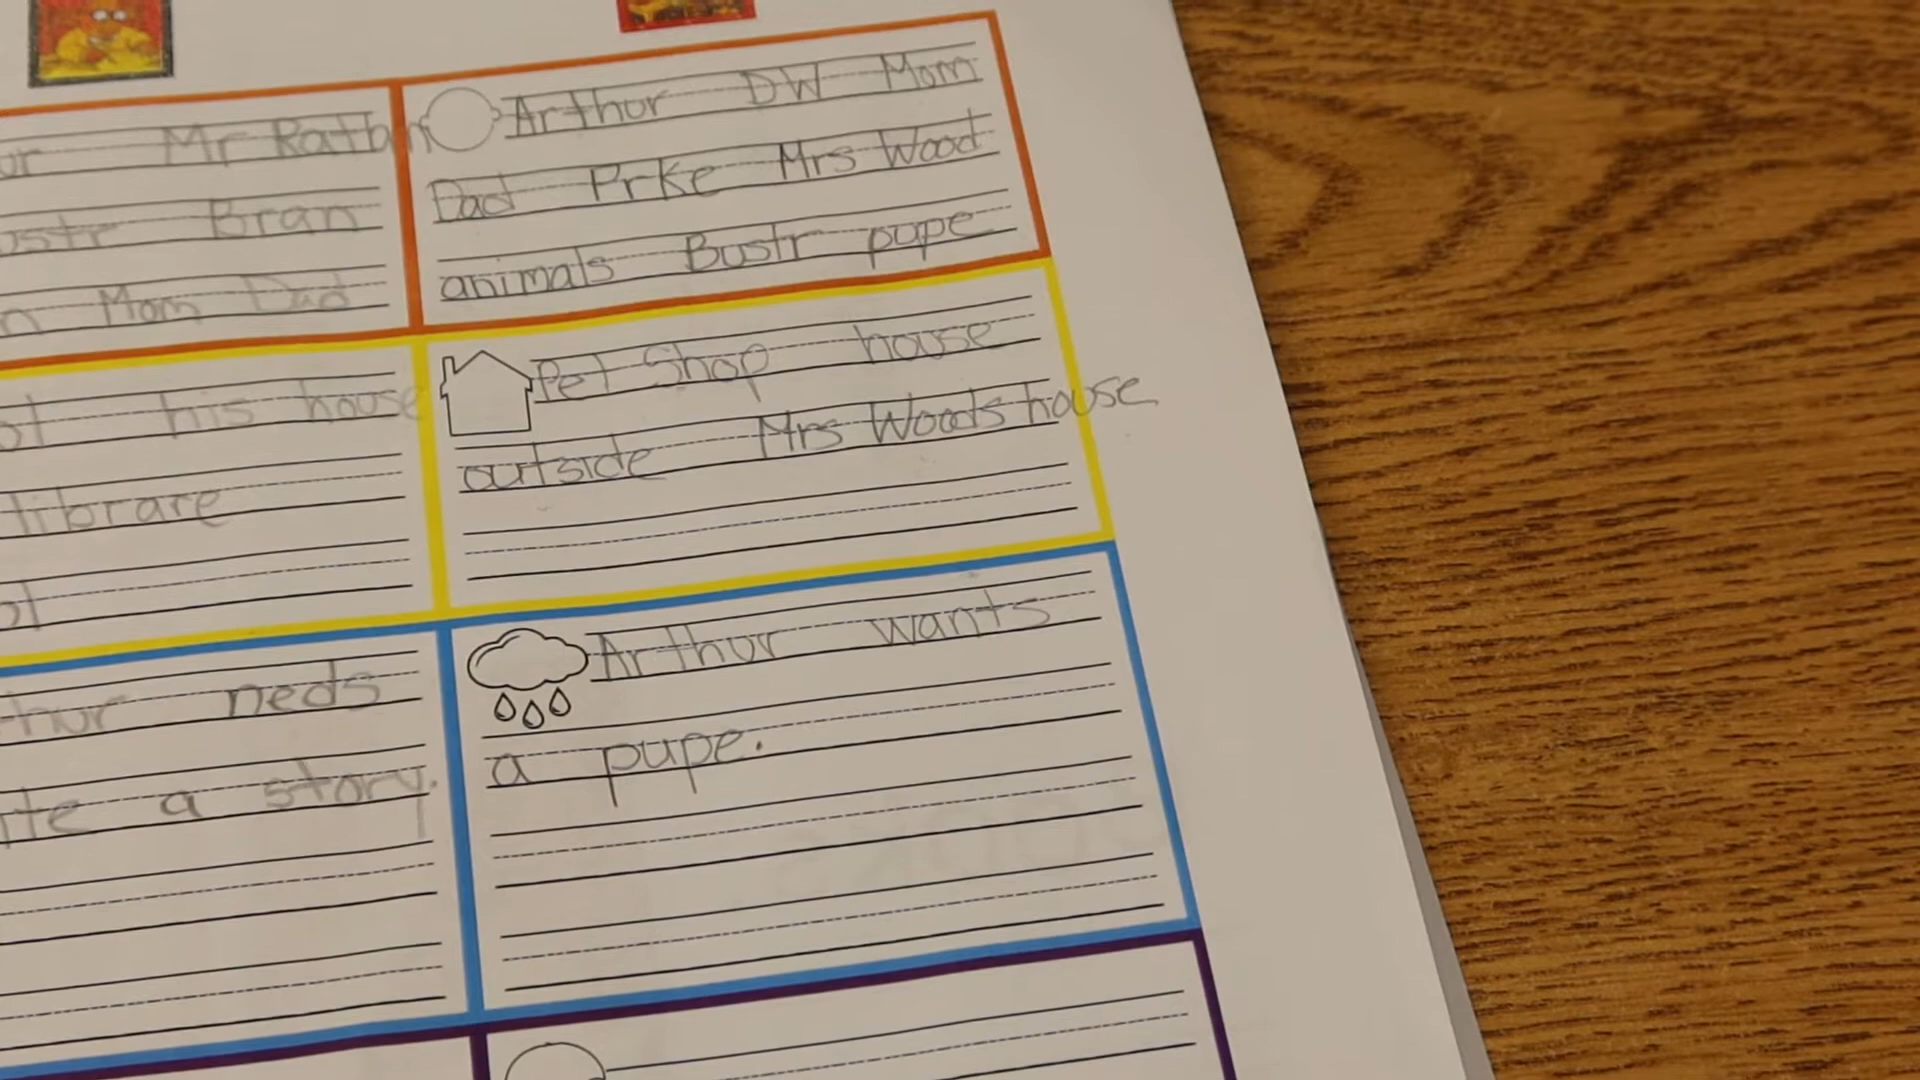 Mr Rathn
Bran
Mom Dad
his house
librare
neds
a story.
Arthur DW Mom
Dad Prke Mrs Wood
animals Bustr pupe
Pet Shop house
outside Mrs Woods house
Arthur wants
a pupe.